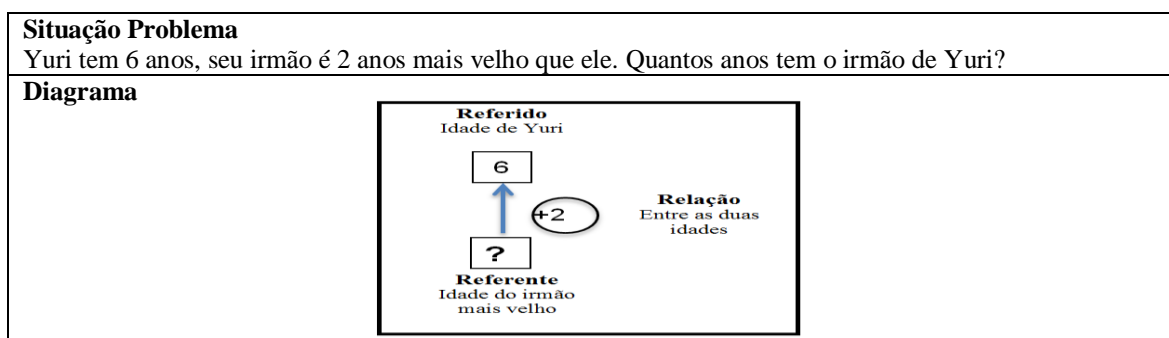 Situação Problema
Yuri tem 6 anos, seu irmão é 2 anos mais velho que ele. Quantos anos tem o irmão de Yuri?
Diagrama
Referido
Idade de Yuri
6
+2
Relação
Entre as duas
idades
?
Referente
Idade do irmão
mais velho